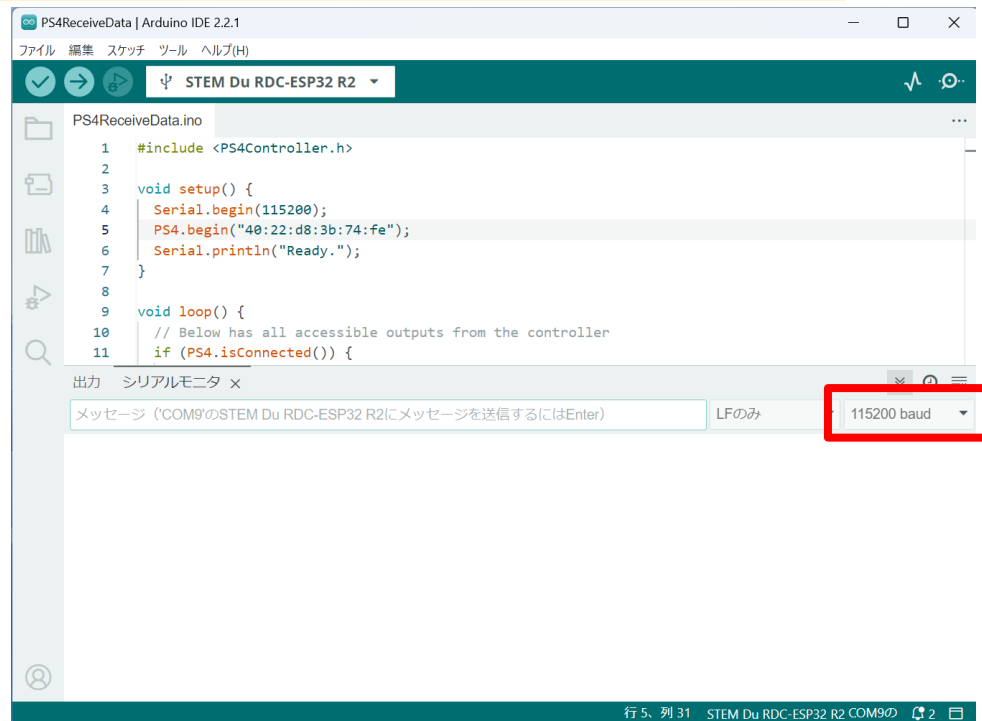 PS4ReceiveData | Arduino IDE 2.2.1
ファイル 編集 スケッチ ツール ヘルプ(H)
STEM Du RDC-ESP32 R2
PS4ReceiveData.ino
...
1 #include <PS4Controller.h>
2
3 void setup() {
4 Serial.begin(115200);
5 PS4.begin("40:22:d8:3b:74:fe");
6 Serial.println("Ready.");
7 }
8
9 void loop() {
10 // Below has all accessible outputs from the controller
11 if (PS4.isConnected()) {
出力 シリアルモニタ ×
メッセージ（'COM9'のSTEM Du RDC-ESP32 R2にメッセージを送信するにはEnter） LFのみ 115200 baud
行 5、列 31 STEM Du RDC-ESP32 R2 COM9の 2